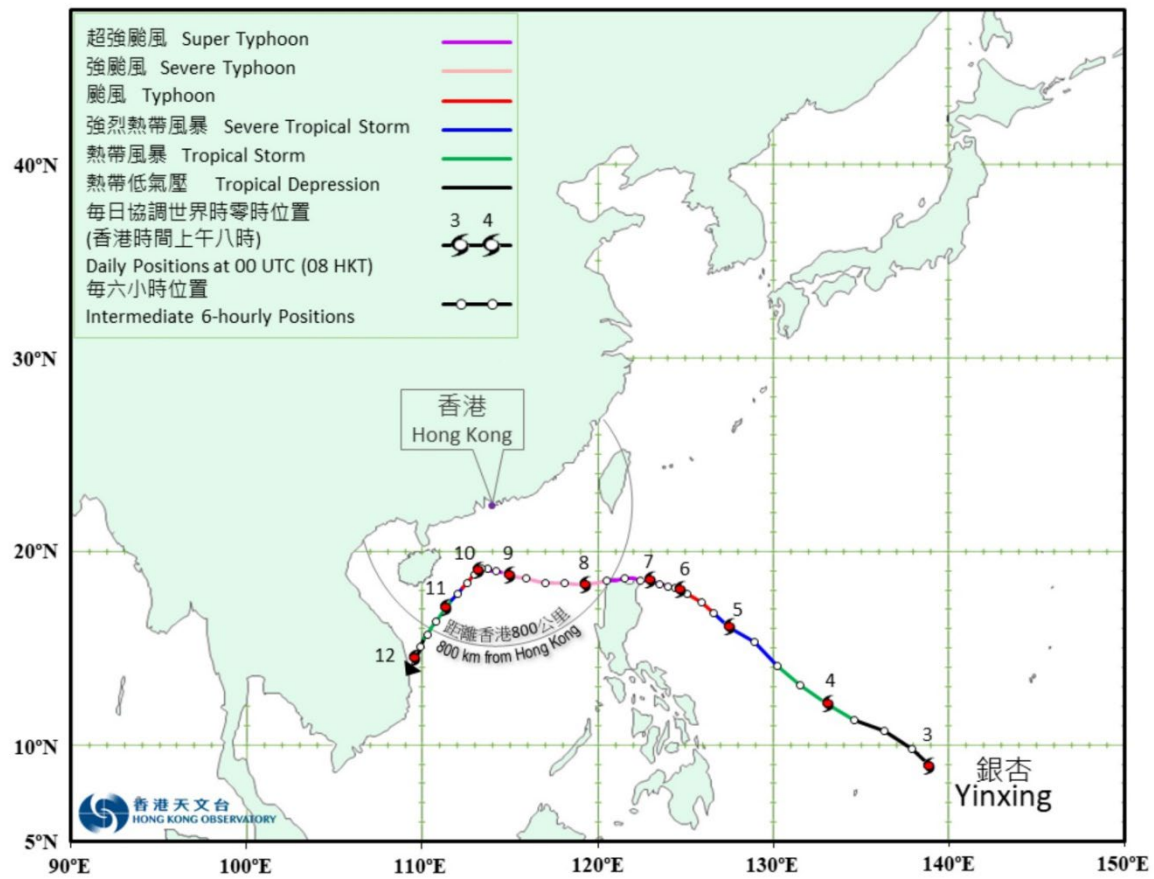 超強颱風 Super Typhoon
強颱風 Severe Typhoon
颱風 Typhoon
強烈熱帶風暴 Severe Tropical Storm
熱帶風暴 Tropical Storm
熱帶低氣壓 Tropical Depression
每日協調世界時零時位置
(香港時間上午八時)
3 4
Daily Positions at 00 UTC (08 HKT)
每六小時位置
Intermediate 6-hourly Positions
40°N
30°N
20°N
10°N
5°N
香港
Hong Kong
10
9
8
7
6
11
5
12
4
3
距離香港800公里
800 km from Hong Kong
銀杏
Yinxing
香港天文台
HONG KONG OBSERVATORY
90°E
100°E
110°E
120°E
130°E
140°E
150°E